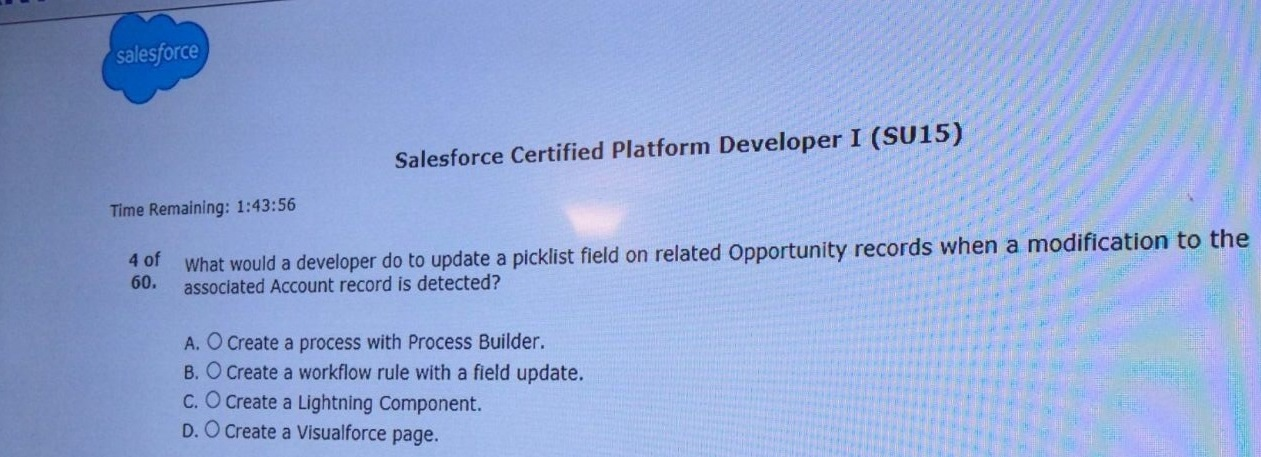 salesforce
Salesforce Certified Platform Developer I (SU15)
Time Remaining: 1:43:56
4 of What would a developer do to update a picklist field on related Opportunity records when a modification to the
60. associated Account record is detected?
A. Create a process with Process Builder.
B. Create a workflow rule with a field update.
C. Create a Lightning Component.
D. Create a Visualforce page.